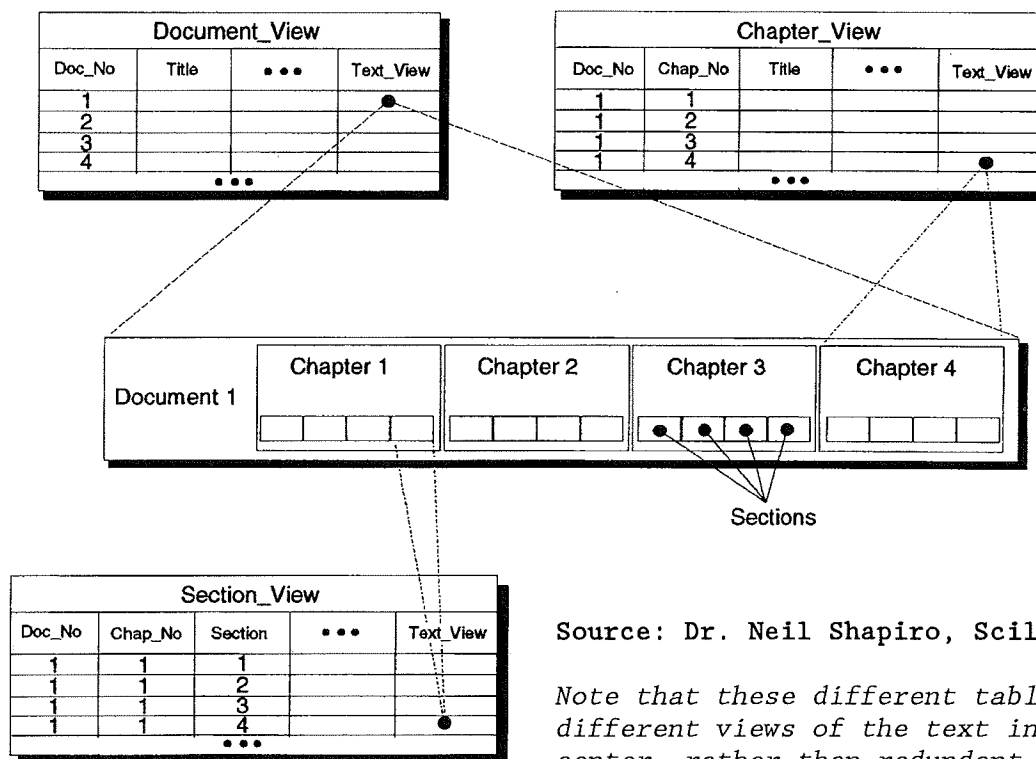 Document_View
Doc_No Title ••• Text_View
1
2
3
4
•••
Chapter_View
Doc_No Chap_No Title ••• Text_View
1 1
1 2
1 3
1 4
•••
Document 1
Chapter 1 Chapter 2 Chapter 3 Chapter 4
Sections
Section_View
Doc_No Chap_No Section ••• Text_View
1 1 1
1 1 2
1 1 3
1 1 4
•••
Source: Dr. Neil Shapiro, Scil
Note that these different tabl
different views of the text in
center, rather than redundant